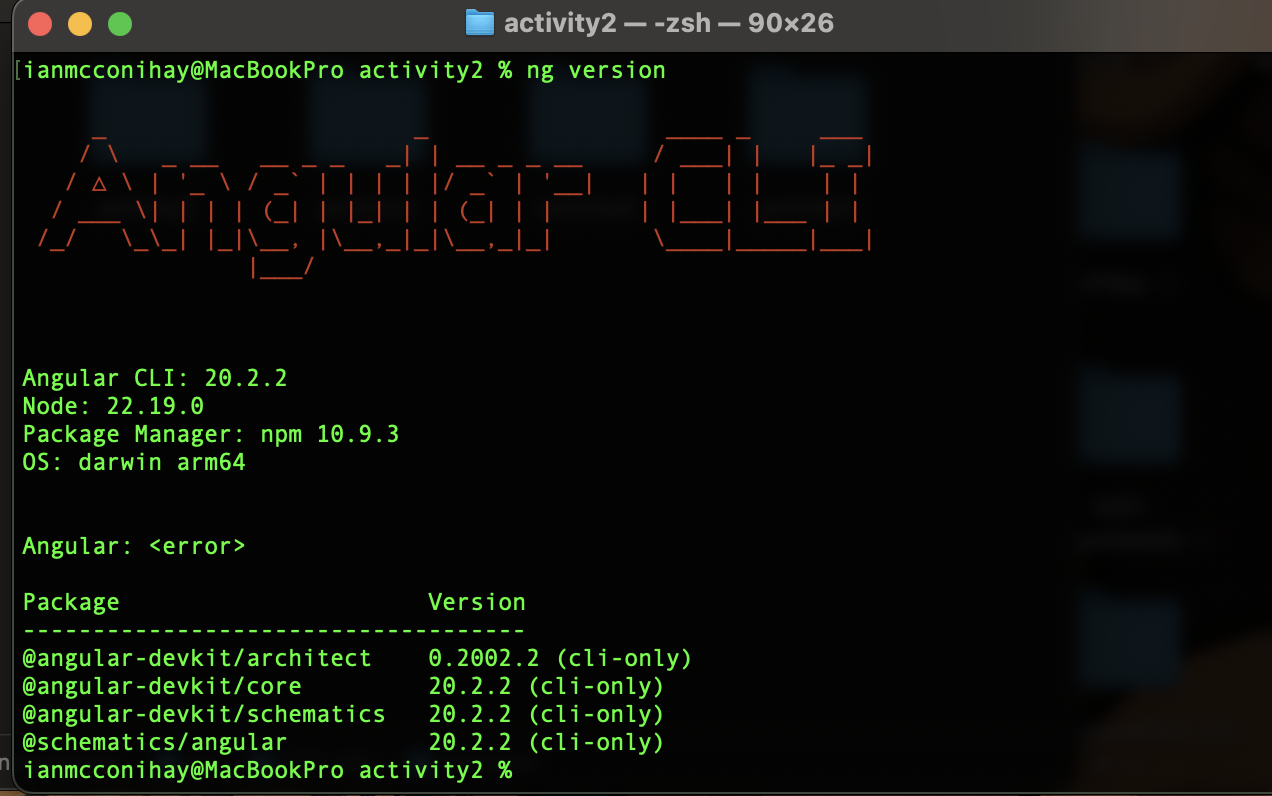 activity2 — -zsh — 90×26
[ianmcconihay@MacBookPro activity2 % ng version
Angular CLI
Angular CLI: 20.2.2
Node: 22.19.0
Package Manager: npm 10.9.3
OS: darwin arm64
Angular: <error>
Package                      Version
------------------------------------
@angular-devkit/architect    0.2002.2 (cli-only)
@angular-devkit/core         20.2.2 (cli-only)
@angular-devkit/schematics   20.2.2 (cli-only)
@schematics/angular          20.2.2 (cli-only)
ianmcconihay@MacBookPro activity2 %